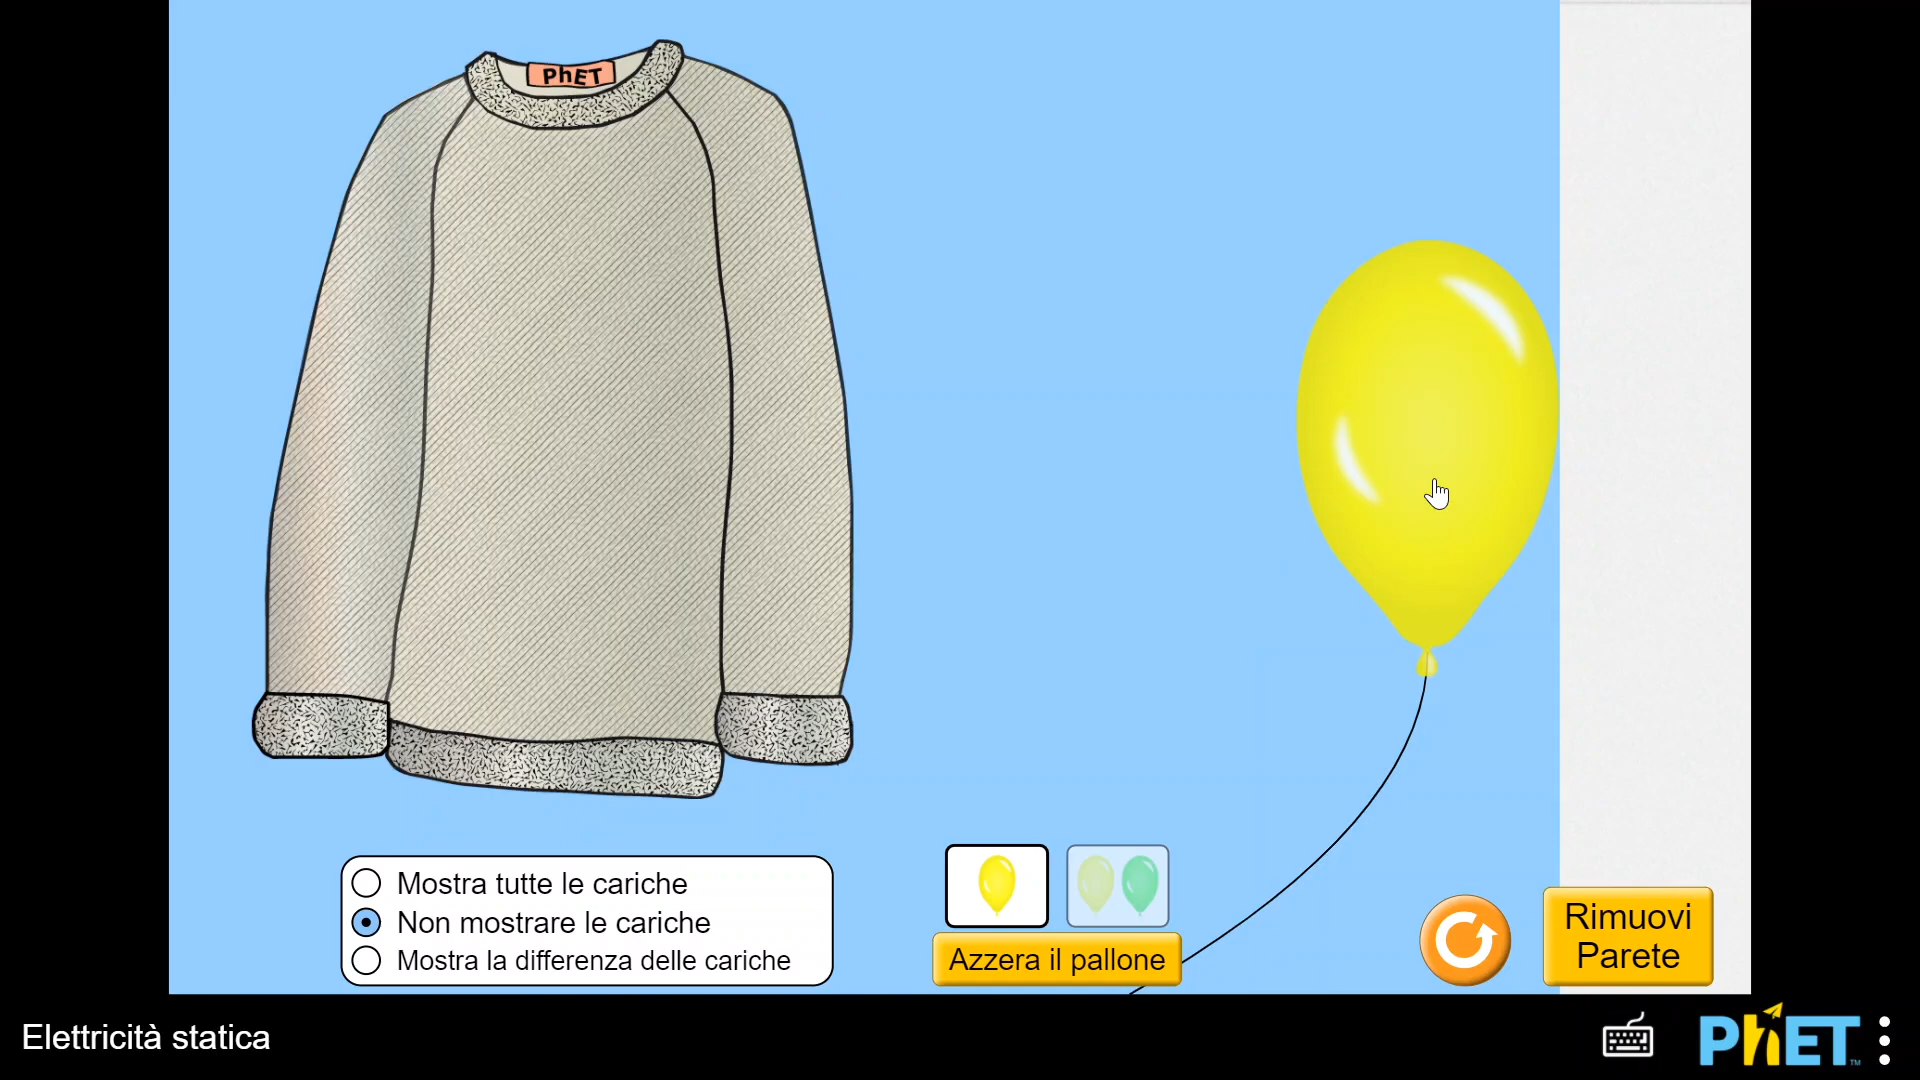 PhET
Mostra tutte le cariche
Non mostrare le cariche
Mostra la differenza delle cariche
Azzera il pallone
Rimuovi
Parete
Elettricità statica
PhET™